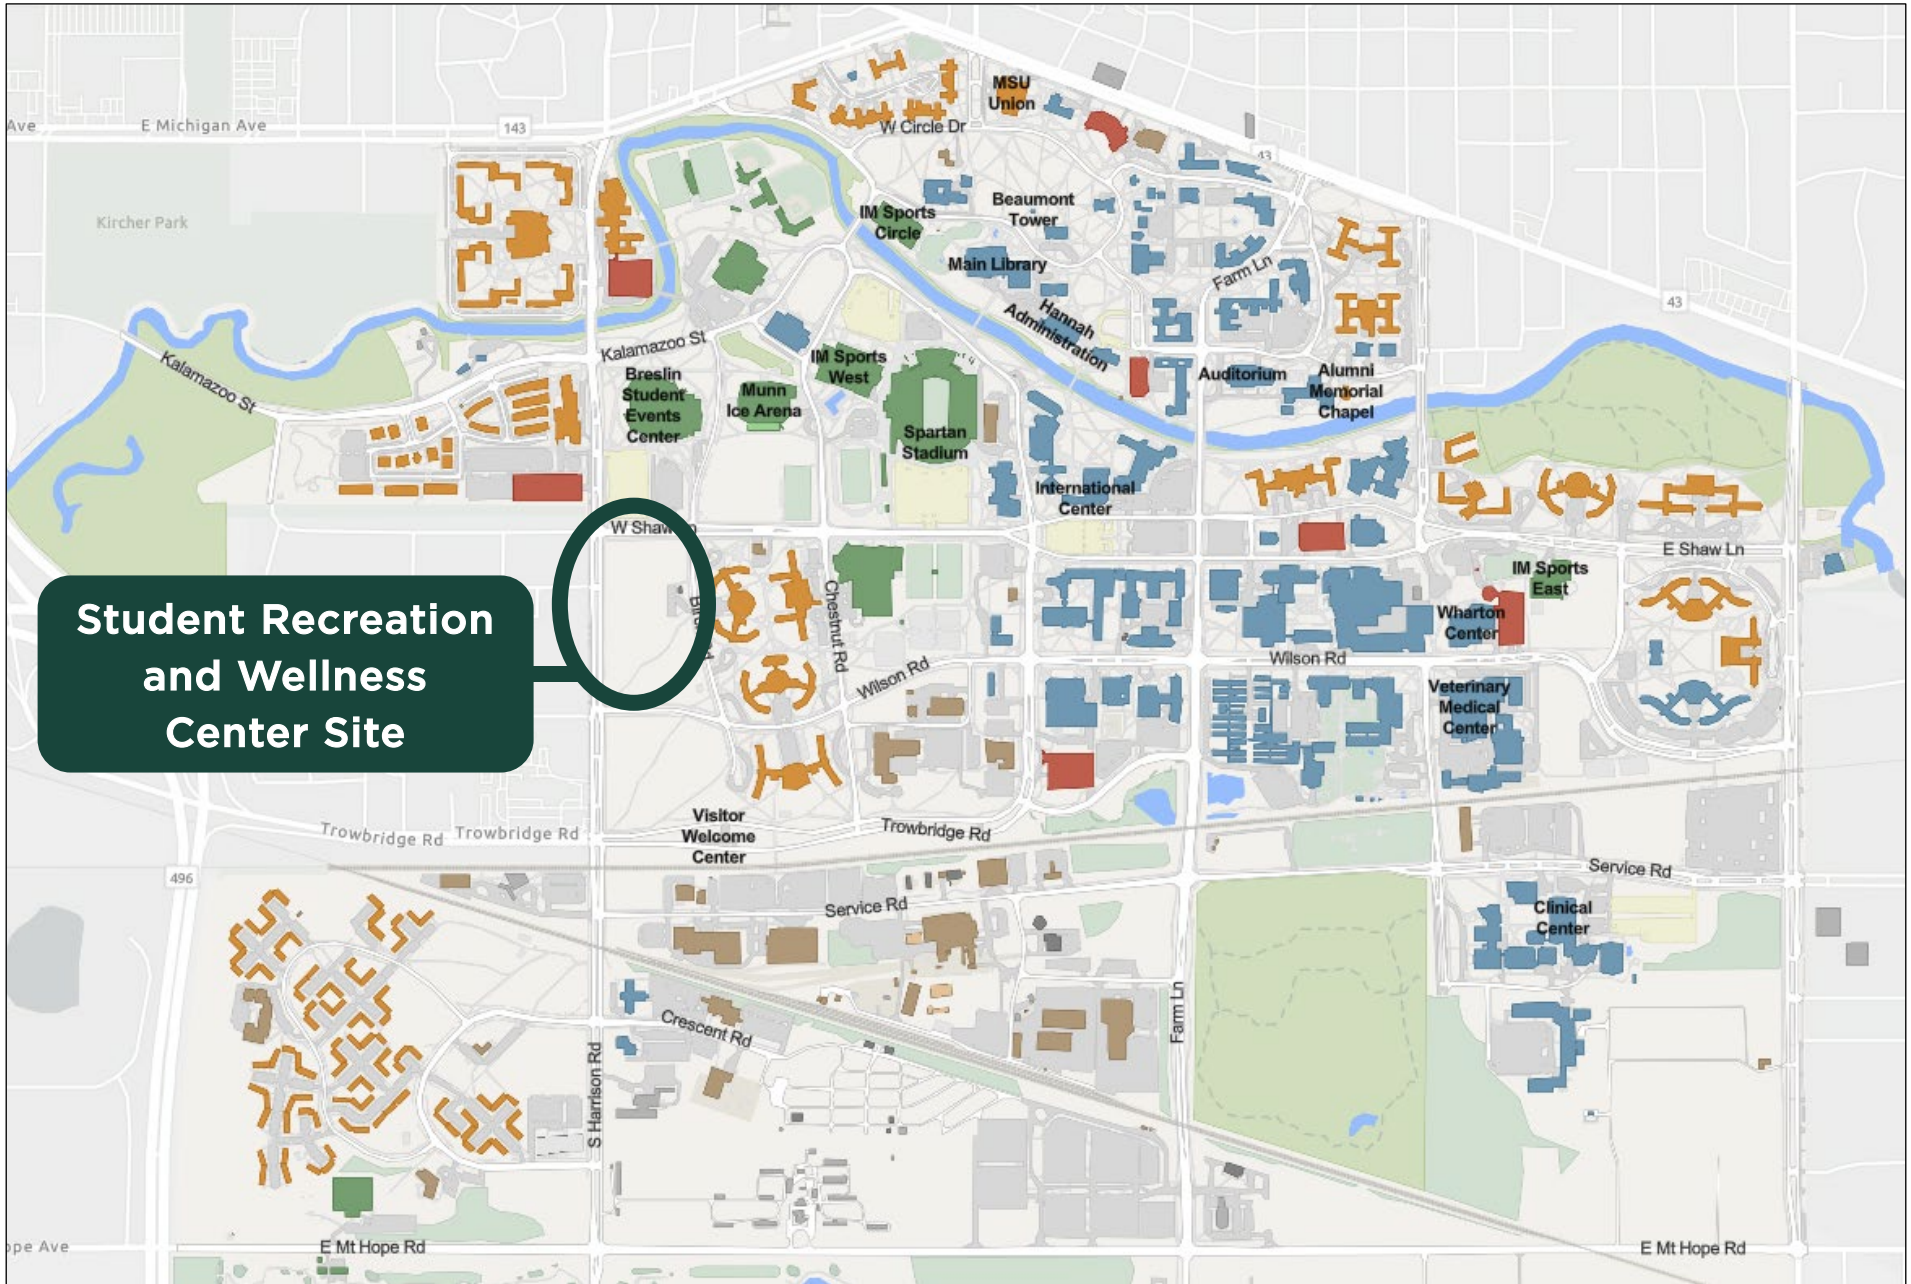 MSU
Union
Ave
E Michigan Ave
143
W Circle Dr
43
Kircher Park
IM Sports
Circle
Beaumont
Tower
Main Library
Farm Ln
Hannah
Administration
43
Kalamazoo St
Kalamazoo St
Breslin
Student
Events
Center
Munn
Ice Arena
IM Sports
West
Spartan
Stadium
Auditorium
Alumni
Memorial
Chapel
International
Center
W Shaw
E Shaw Ln
IM Sports
East
Student Recreation
and Wellness
Center Site
Chestnut Rd
Wharton
Center
Wilson Rd
Wilson Rd
Veterinary
Medical
Center
Visitor
Welcome
Center
Trowbridge Rd
Trowbridge Rd
Trowbridge Rd
496
Service Rd
Service Rd
Clinical
Center
Crescent Rd
Farm Ln
S Harrison Rd
ope Ave
E Mt Hope Rd
E Mt Hope Rd